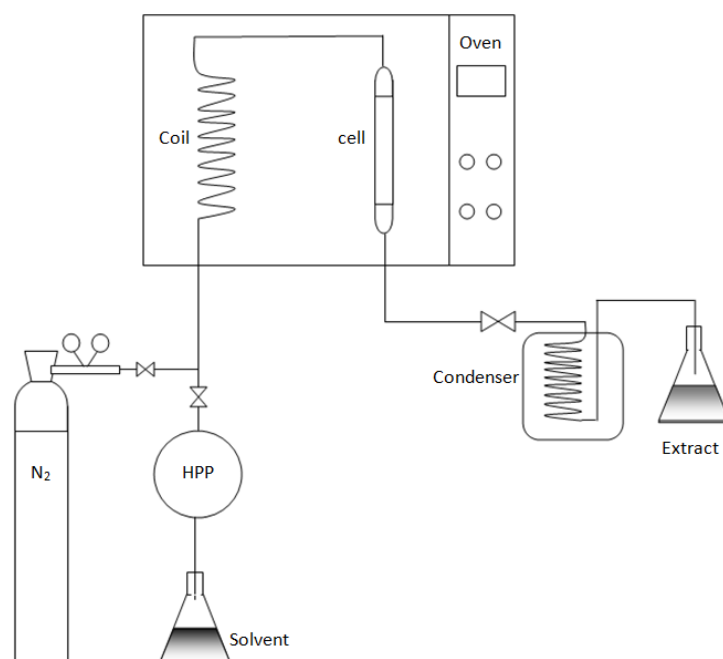 Oven
Coil
cell
Condenser
Extract
N₂
HPP
Solvent